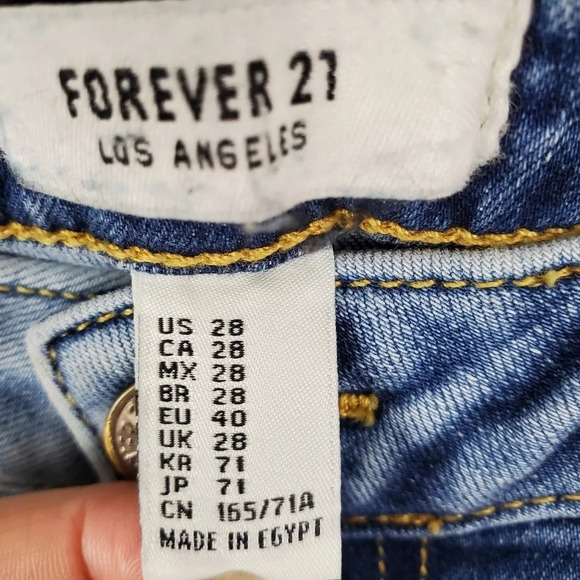 FOREVER 21
LOS ANGELES
US 28
CA 28
MX 28
BR 28
EU 40
UK 28
KR 71
JP 71
CN 165/71A
MADE IN EGYPT